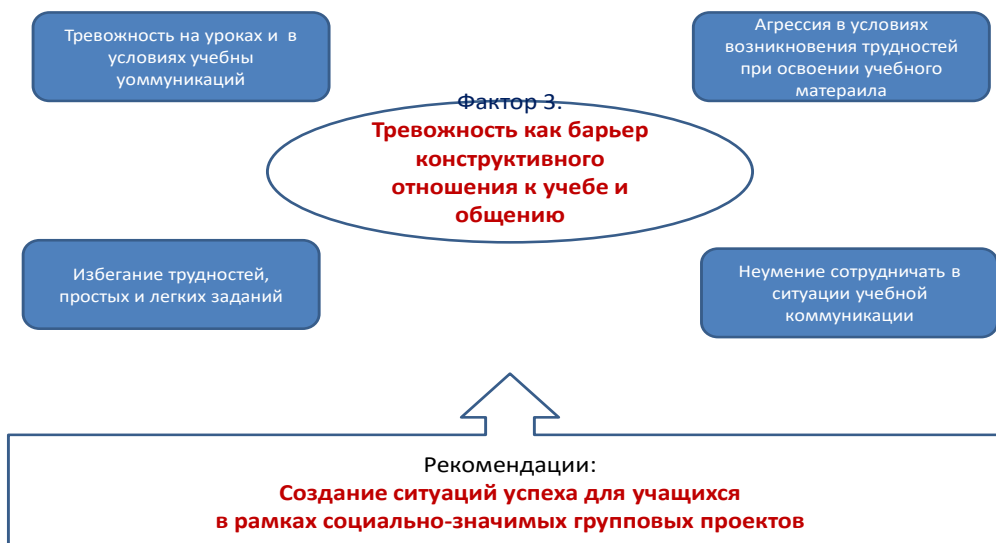 Тревожность на уроках и в
условиях учебны
уоммуникаций
Агрессия в условиях
возникновения трудностей
при освоении учебного
матераила
Фактор 3.
Тревожность как барьер
конструктивного
отношения к учебе и
общению
Избегание трудностей,
простых и легких заданий
Неумение сотрудничать в
ситуации учебной
коммуникации
Рекомендации:
Создание ситуаций успеха для учащихся
в рамках социально-значимых групповых проектов